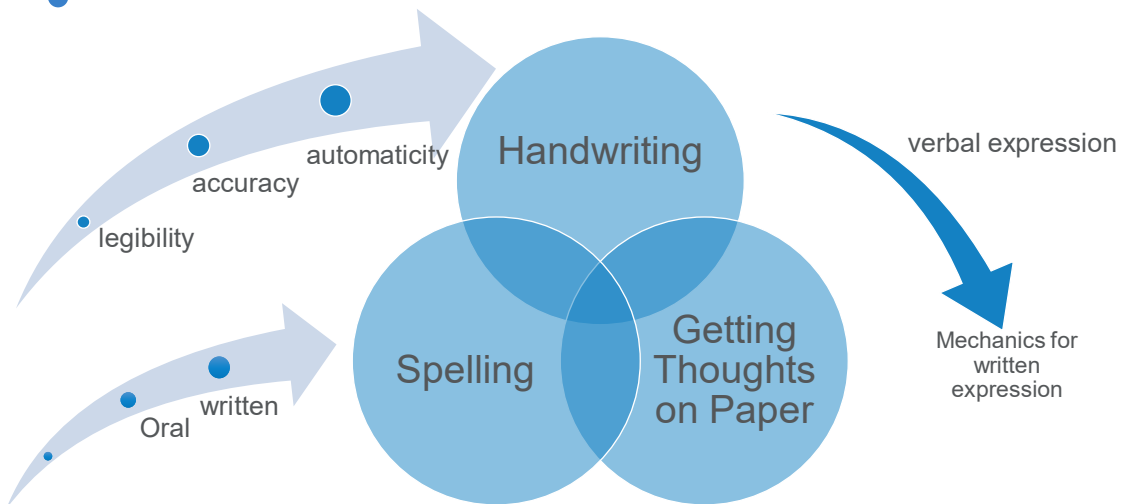 legibility
accuracy
automaticity
Handwriting
Oral
written
Spelling
Getting
Thoughts
on Paper
verbal expression
Mechanics for
written
expression